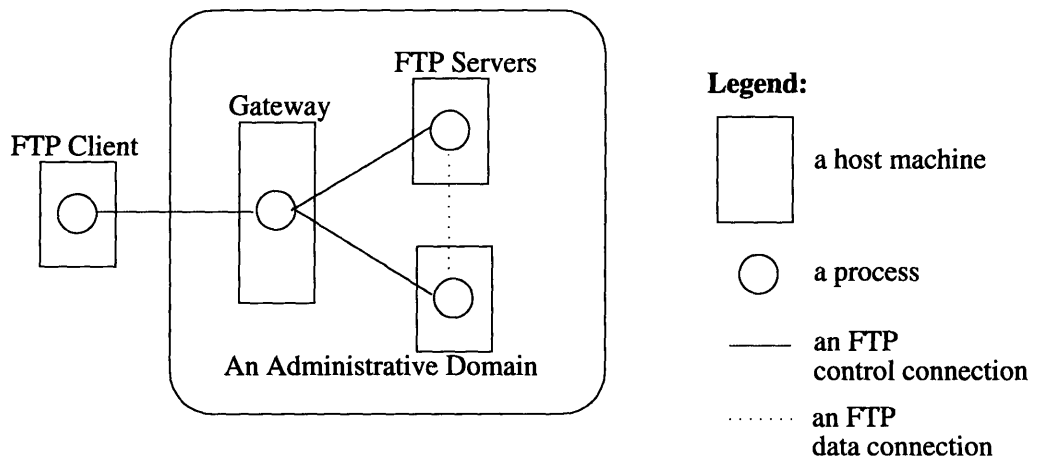 FTP Servers
Gateway
FTP Client
An Administrative Domain
Legend:
a host machine
a process
an FTP
control connection
an FTP
data connection